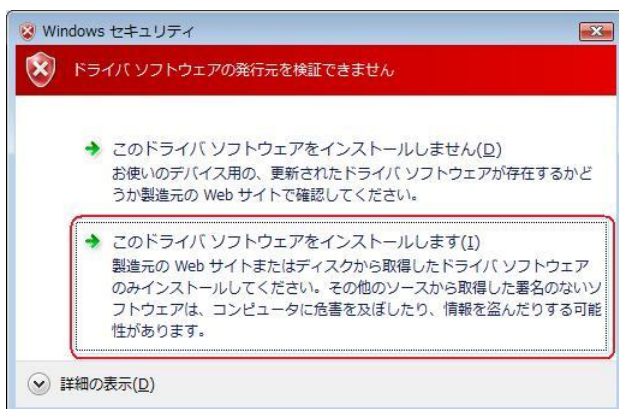 Windows セキュリティ
ドライバ ソフトウェアの発行元を検証できません
このドライバ ソフトウェアをインストールしません(D)
お使いのデバイス用の、更新されたドライバ ソフトウェアが存在するかど
うか製造元の Web サイトで確認してください。
このドライバ ソフトウェアをインストールします(I)
製造元の Web サイトまたはディスクから取得したドライバ ソフトウェア
のみインストールしてください。その他のソースから取得した署名のないソ
フトウェアは、コンピュータに危害を及ぼしたり、情報を盗んだりする可能
性があります。
詳細の表示(D)